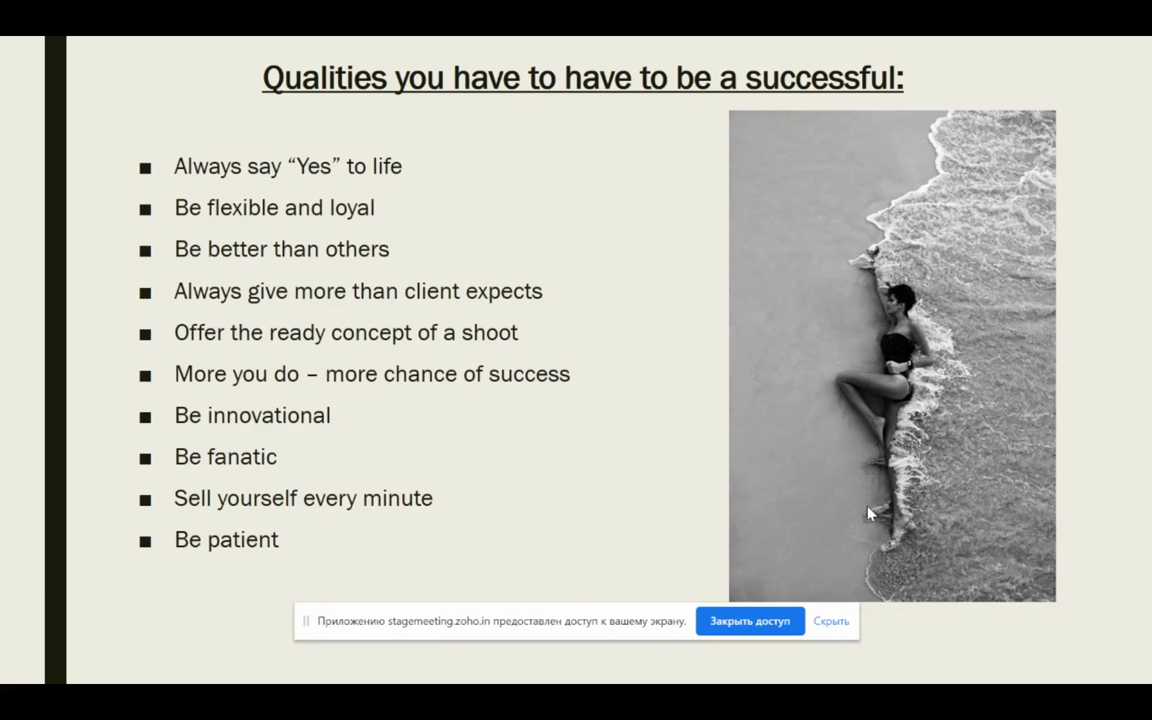 Qualities you have to have to be a successful:
Always say “Yes” to life
Be flexible and loyal
Be better than others
Always give more than client expects
Offer the ready concept of a shoot
More you do – more chance of success
Be innovational
Be fanatic
Sell yourself every minute
Be patient
Приложению stagemeeting.zoho.in предоставлен доступ к вашему экрану. Закрыть доступ Скрыть